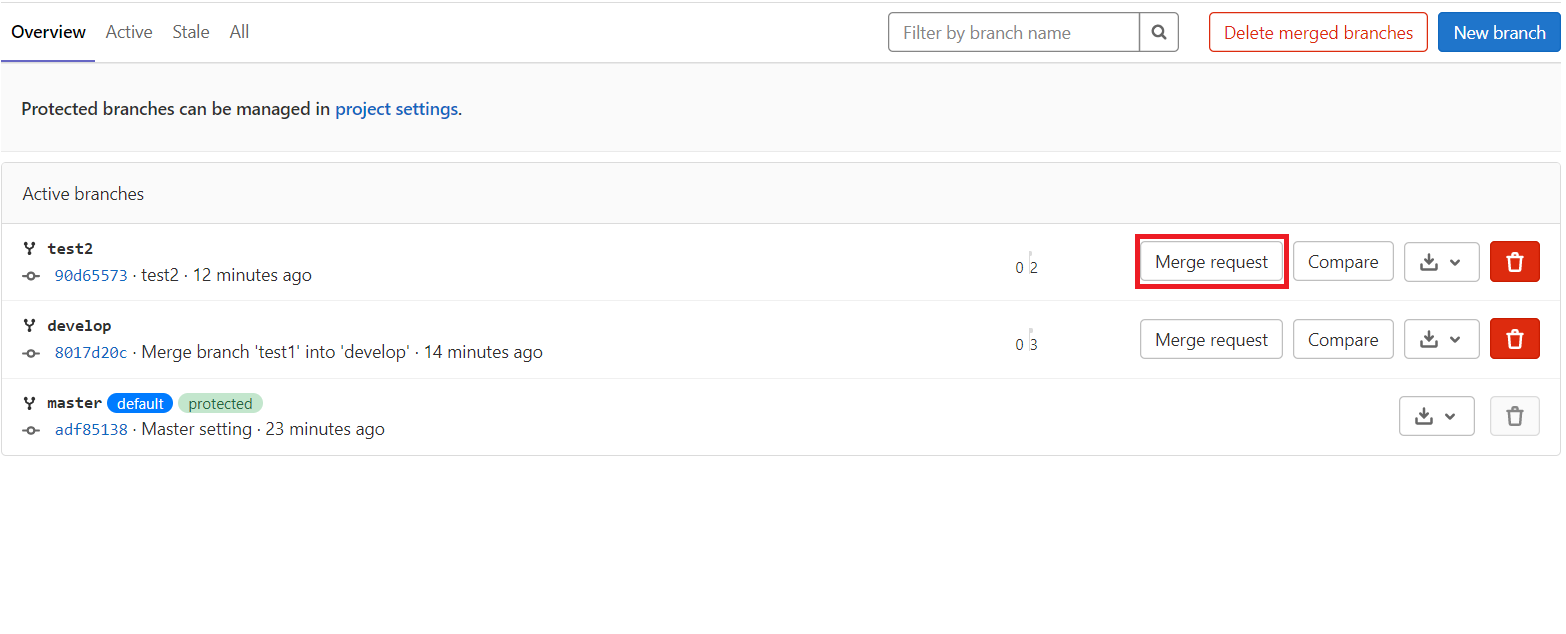 Overview Active Stale All Filter by branch name Delete merged branches New branch
Protected branches can be managed in project settings.
Active branches
test2
90d65573 · test2 · 12 minutes ago 0 2 Merge request Compare
develop
8017d20c · Merge branch 'test1' into 'develop' · 14 minutes ago 0 3 Merge request Compare
master default protected
adf85138 · Master setting · 23 minutes ago